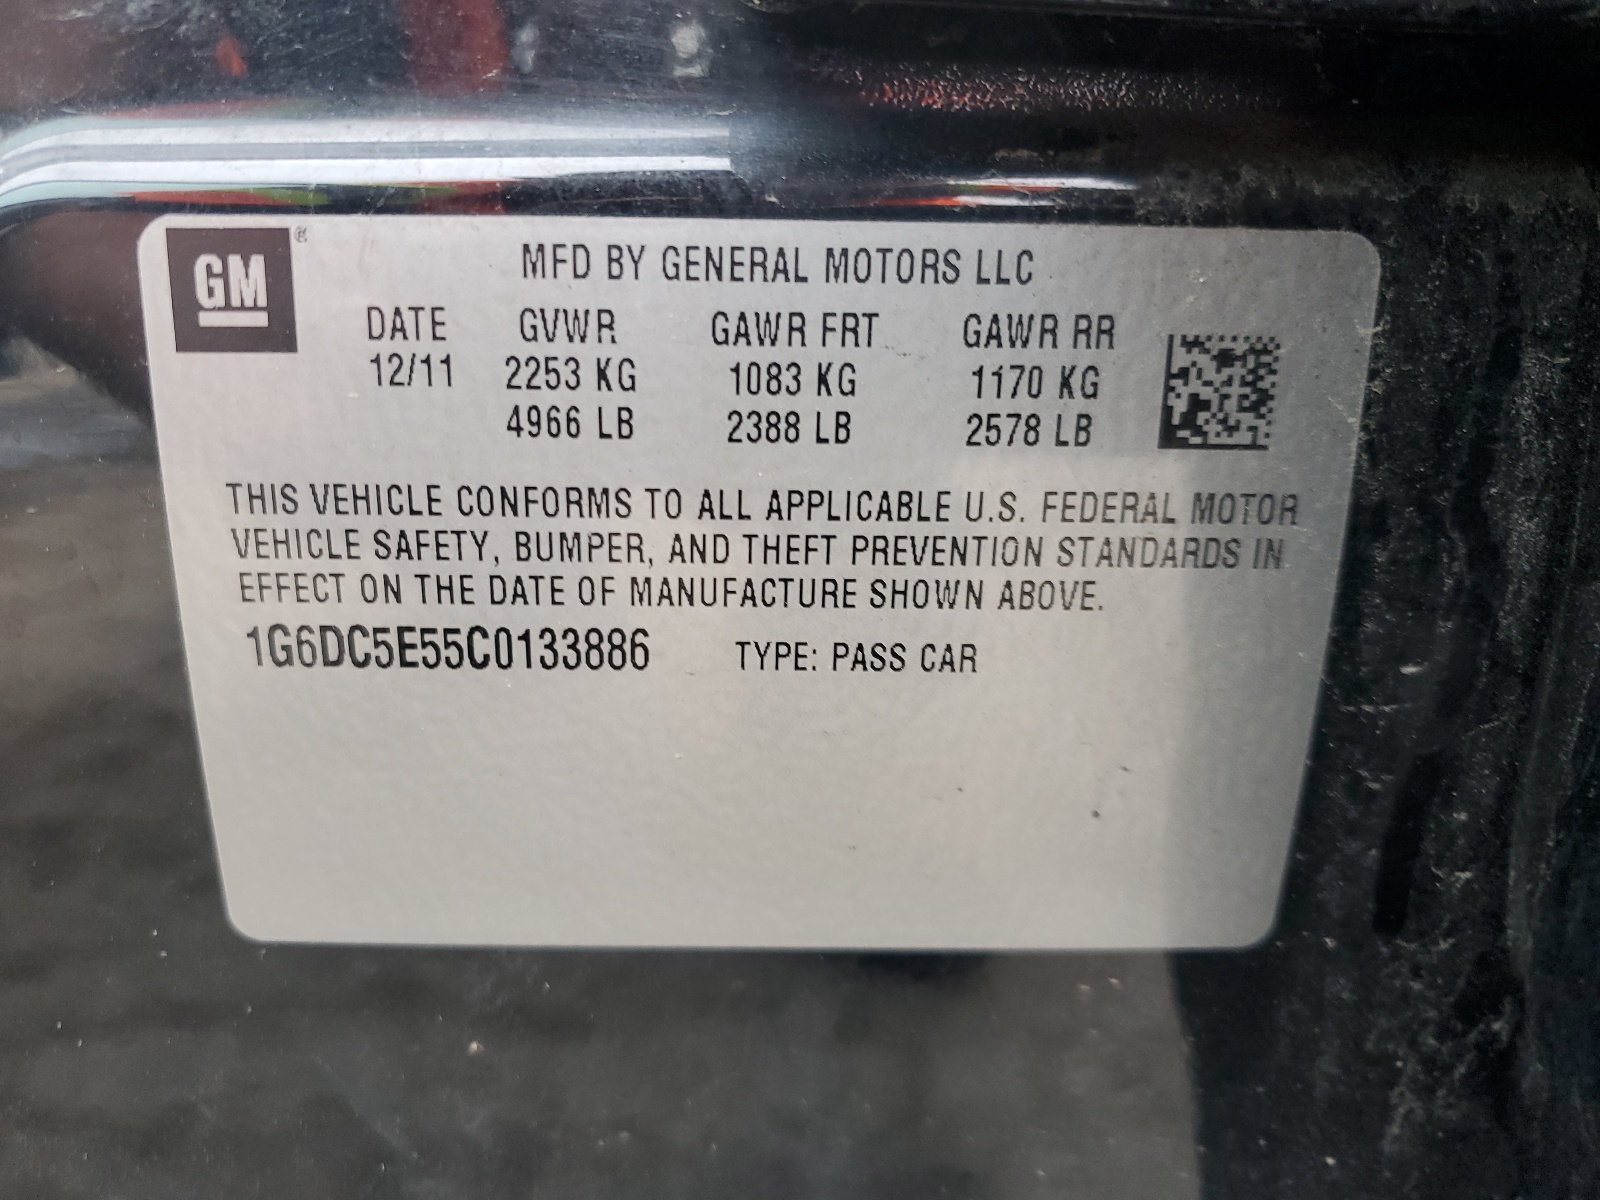 GM®
MFD BY GENERAL MOTORS LLC
DATE GVWR GAWR FRT GAWR RR
12/11 2253 KG 1083 KG 1170 KG
4966 LB 2388 LB 2578 LB
THIS VEHICLE CONFORMS TO ALL APPLICABLE U.S. FEDERAL MOTOR
VEHICLE SAFETY, BUMPER, AND THEFT PREVENTION STANDARDS IN
EFFECT ON THE DATE OF MANUFACTURE SHOWN ABOVE.
1G6DC5E55C0133886 TYPE: PASS CAR